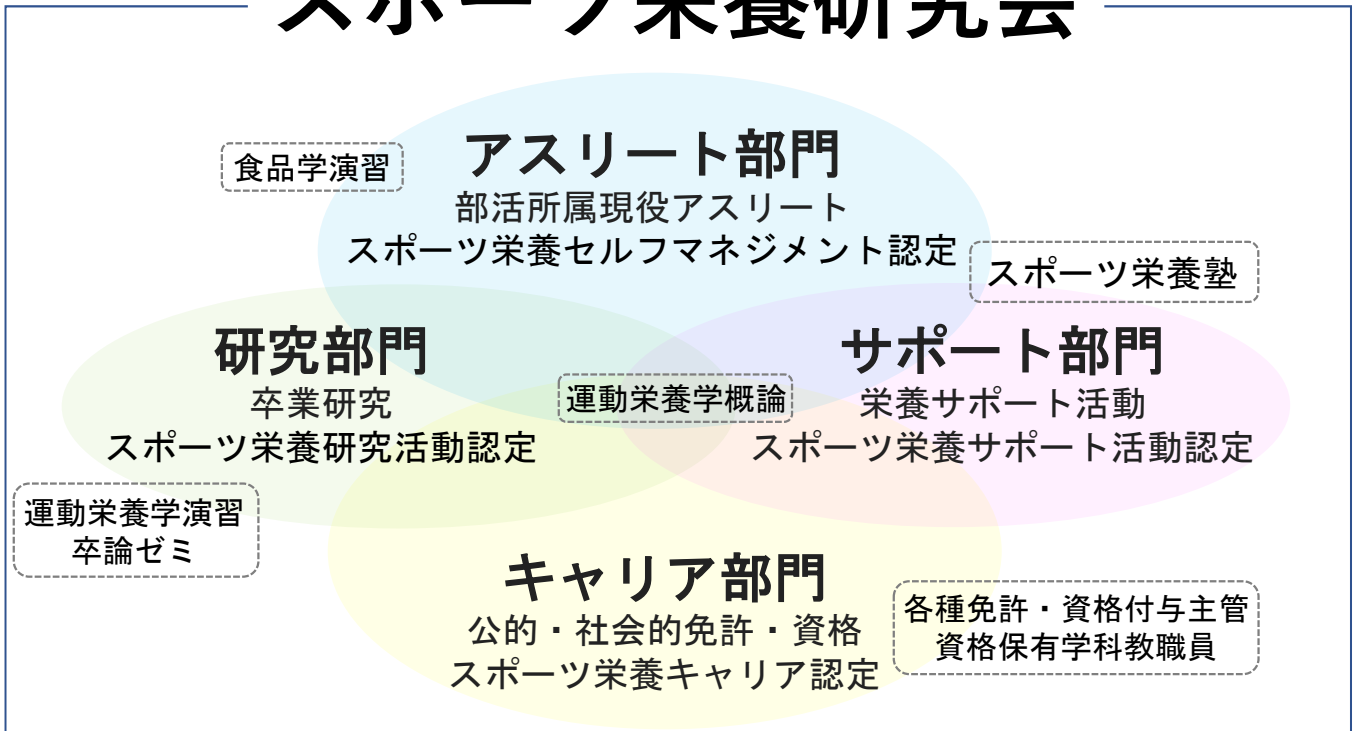 スポーツ栄養研究会
アスリート部門
食品学演習
部活所属現役アスリート
スポーツ栄養セルフマネジメント認定
スポーツ栄養塾
研究部門
卒業研究
スポーツ栄養研究活動認定
サポート部門
運動栄養学概論
栄養サポート活動
スポーツ栄養サポート活動認定
運動栄養学演習
卒論ゼミ
キャリア部門
公的・社会的免許・資格
スポーツ栄養キャリア認定
各種免許・資格付与主管
資格保有学科教職員